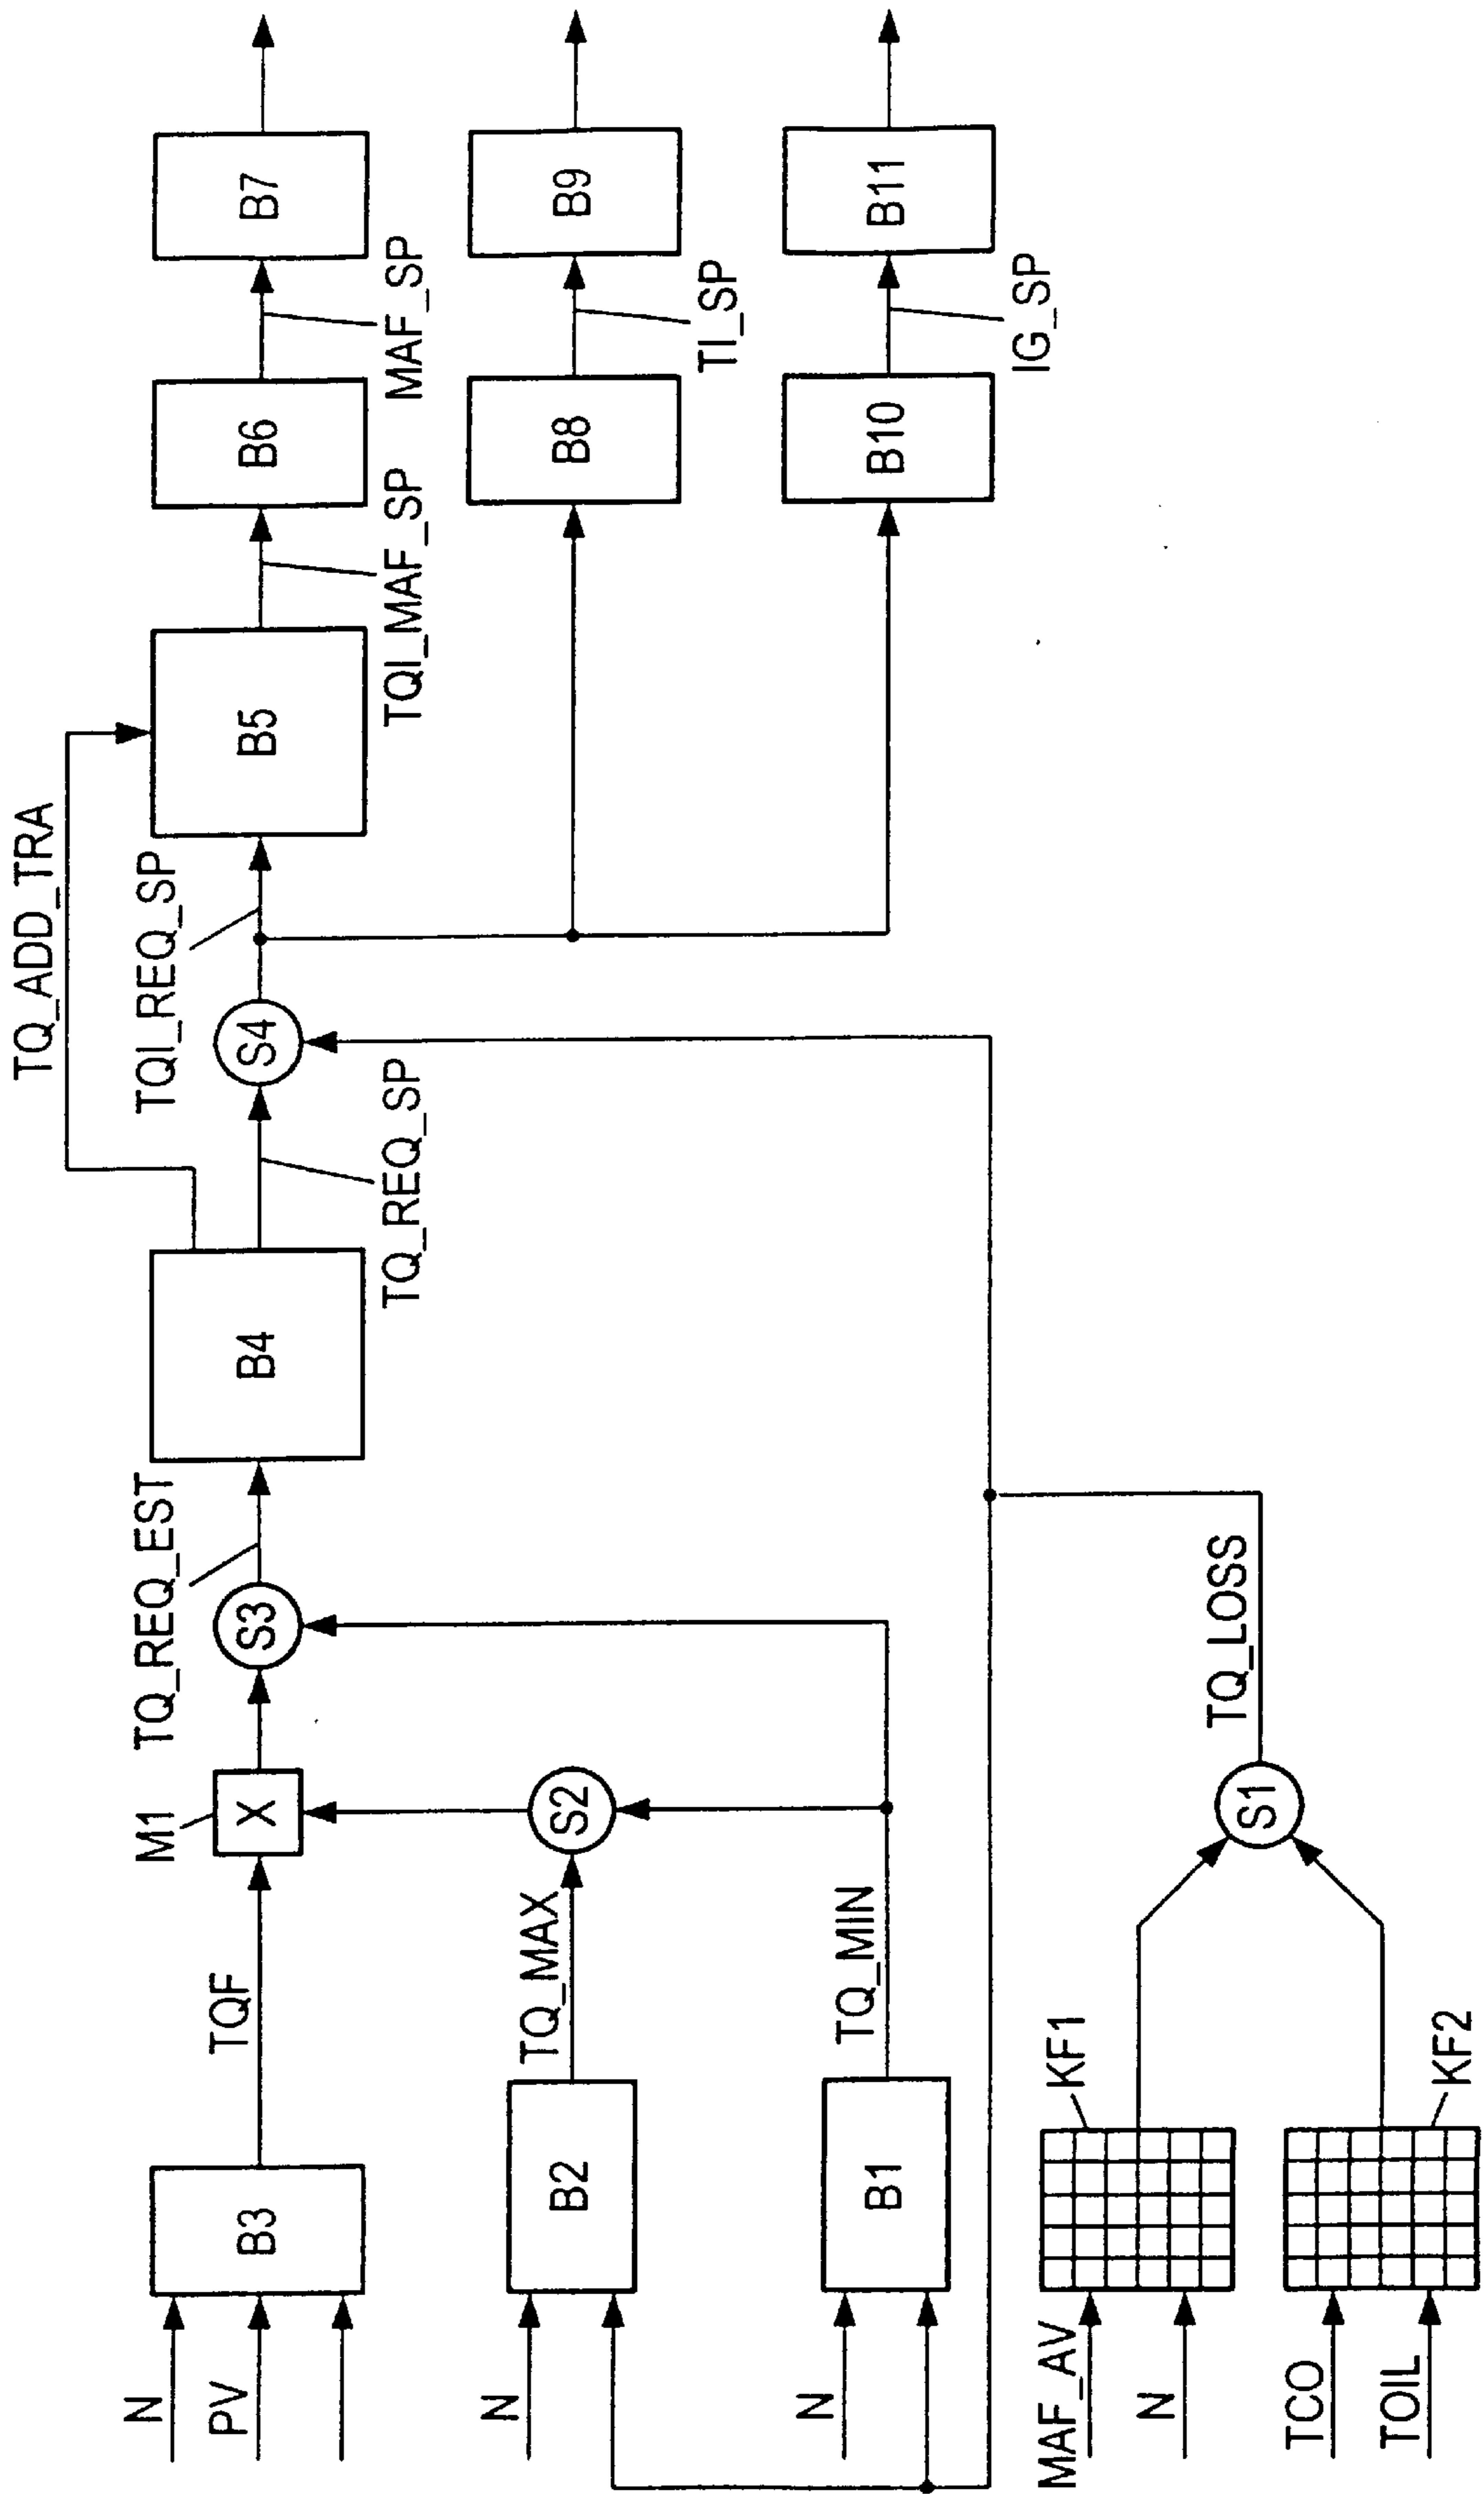 N
PV
B3
TQF
M1
X
S3
TQ_REQ_EST
B4
TQ_REQ_SP
TQ_ADD_TRA
S4
TQI_REQ_SP
B5
TQI_MAF_SP
B6
MAF_SP
B7
N
B2
TQ_MAX
S2
B8
TI_SP
B9
N
B1
TQ_MIN
B10
IG_SP
B11
MAF_AV
N
KF1
TCO
TOIL
KF2
S1
TQ_LOSS